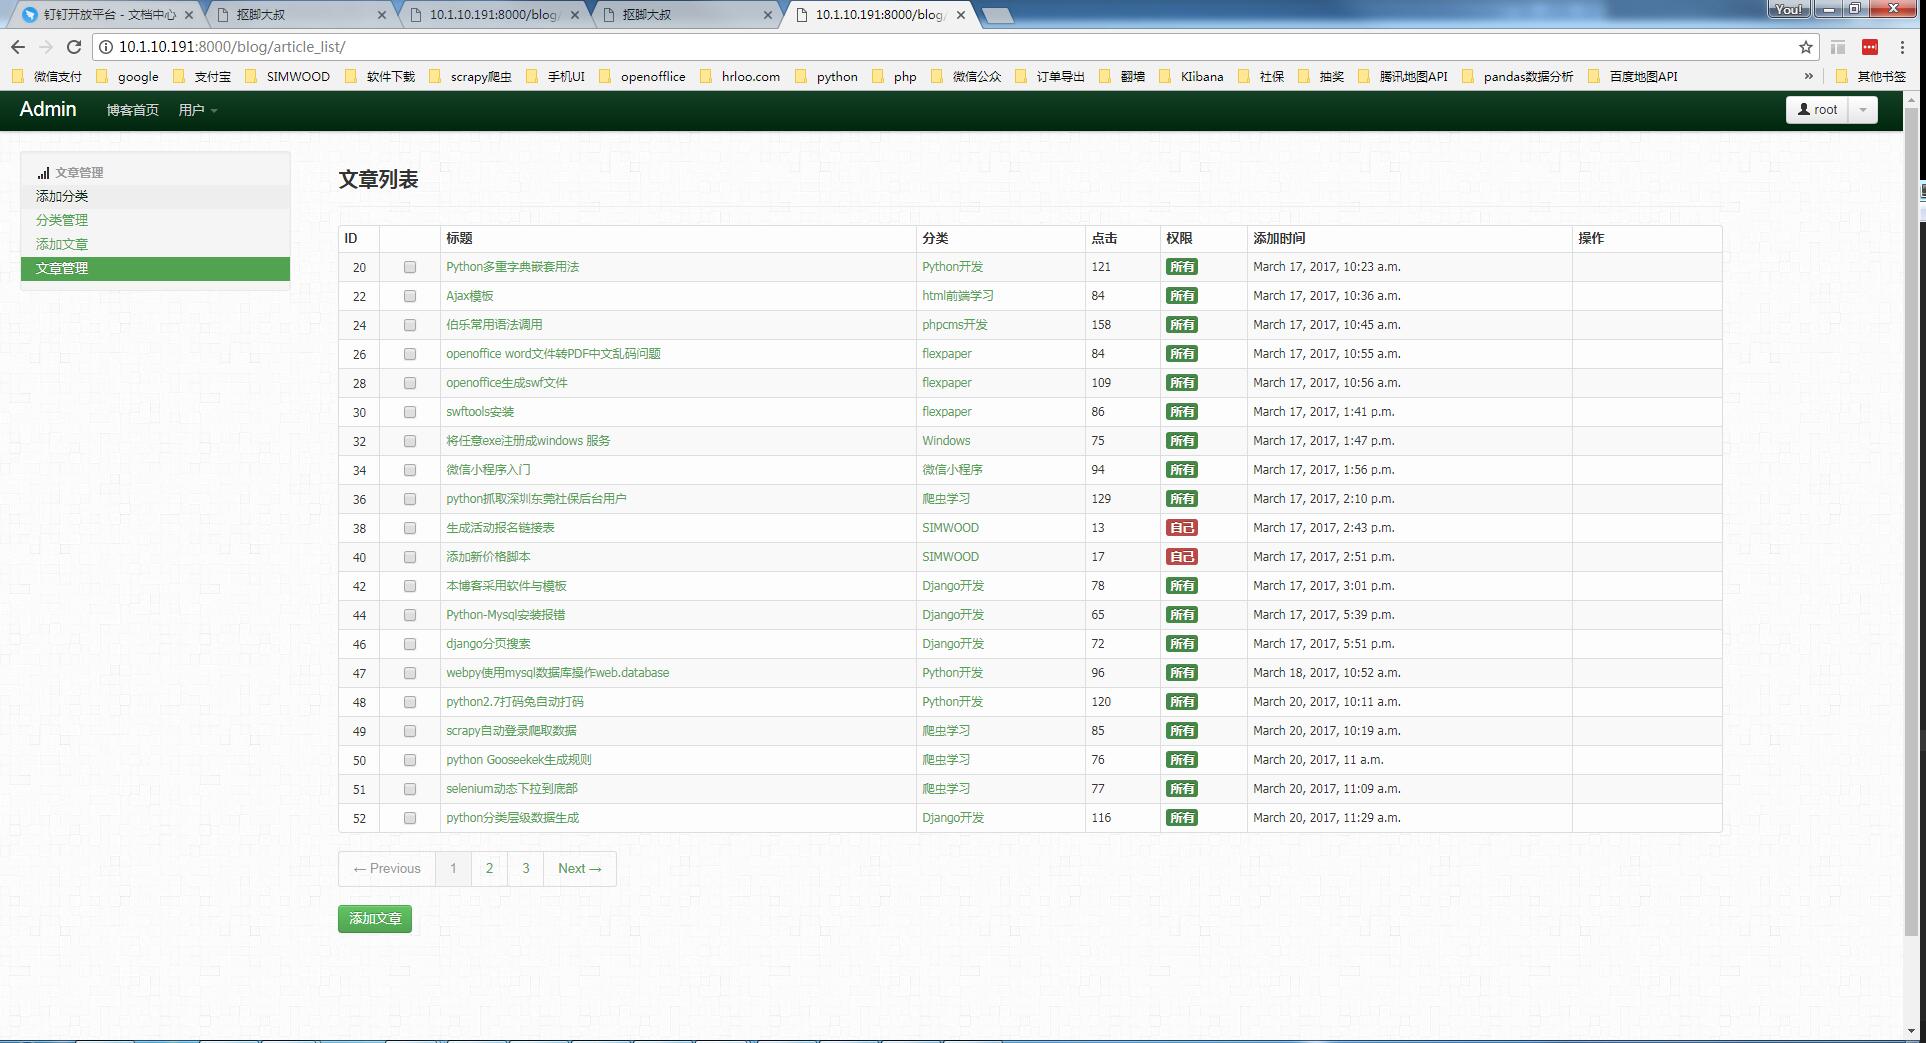 钉钉开放平台 - 文档中心 抠脚大叔 10.1.10.191:8000/blog/ 抠脚大叔 10.1.10.191:8000/blog/ You!
10.1.10.191:8000/blog/article_list/
微信支付 google 支付宝 SIMWOOD 软件下载 scrapy爬虫 手机UI openofflice hrloo.com python php 微信公众 订单导出 翻墙 KIibana 社保 抽奖 腾讯地图API pandas数据分析 百度地图API » 其他书签
Admin 博客首页 用户 root
文章管理
添加分类
分类管理
添加文章
文章管理
文章列表
ID 标题 分类 点击 权限 添加时间 操作
20 Python多重字典嵌套用法 Python开发 121 所有 March 17, 2017, 10:23 a.m.
22 Ajax模板 html前端学习 84 所有 March 17, 2017, 10:36 a.m.
24 伯乐常用语法调用 phpcms开发 158 所有 March 17, 2017, 10:45 a.m.
26 openoffice word文件转PDF中文乱码问题 flexpaper 84 所有 March 17, 2017, 10:55 a.m.
28 openoffice生成swf文件 flexpaper 109 所有 March 17, 2017, 10:56 a.m.
30 swftools安装 flexpaper 86 所有 March 17, 2017, 1:41 p.m.
32 将任意exe注册成windows 服务 Windows 75 所有 March 17, 2017, 1:47 p.m.
34 微信小程序入门 微信小程序 94 所有 March 17, 2017, 1:56 p.m.
36 python抓取深圳东莞社保后台用户 爬虫学习 129 所有 March 17, 2017, 2:10 p.m.
38 生成活动报名链接表 SIMWOOD 13 自己 March 17, 2017, 2:43 p.m.
40 添加新价格脚本 SIMWOOD 17 自己 March 17, 2017, 2:51 p.m.
42 本博客采用软件与模板 Django开发 78 所有 March 17, 2017, 3:01 p.m.
44 Python-Mysql安装报错 Django开发 65 所有 March 17, 2017, 5:39 p.m.
46 django分页搜索 Django开发 72 所有 March 17, 2017, 5:51 p.m.
47 webpy使用mysql数据库操作web.database Python开发 96 所有 March 18, 2017, 10:52 a.m.
48 python2.7打码兔自动打码 Python开发 120 所有 March 20, 2017, 10:11 a.m.
49 scrapy自动登录爬取数据 爬虫学习 85 所有 March 20, 2017, 10:19 a.m.
50 python Gooseekek生成规则 爬虫学习 76 所有 March 20, 2017, 11 a.m.
51 selenium动态下拉到底部 爬虫学习 77 所有 March 20, 2017, 11:09 a.m.
52 python分类层级数据生成 Django开发 116 所有 March 20, 2017, 11:29 a.m.
← Previous 1 2 3 Next →
添加文章